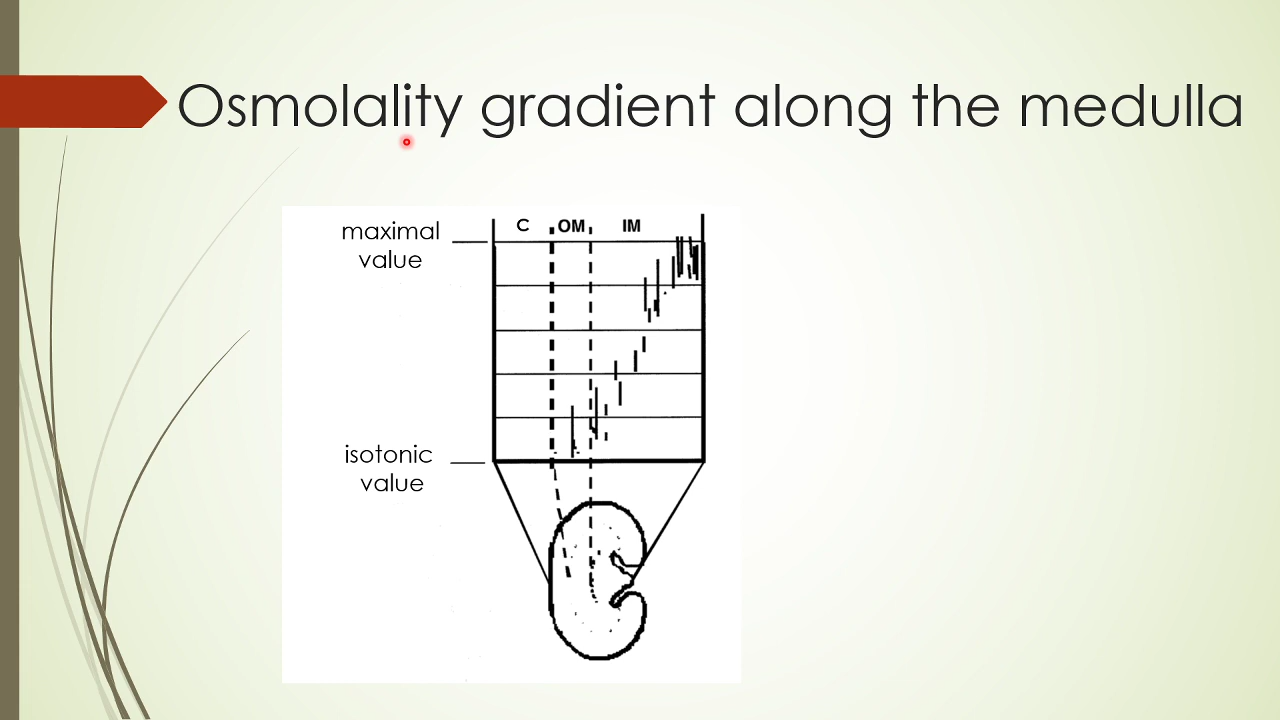 Osmolality gradient along the medulla
C OM IM
maximal
value
isotonic
value